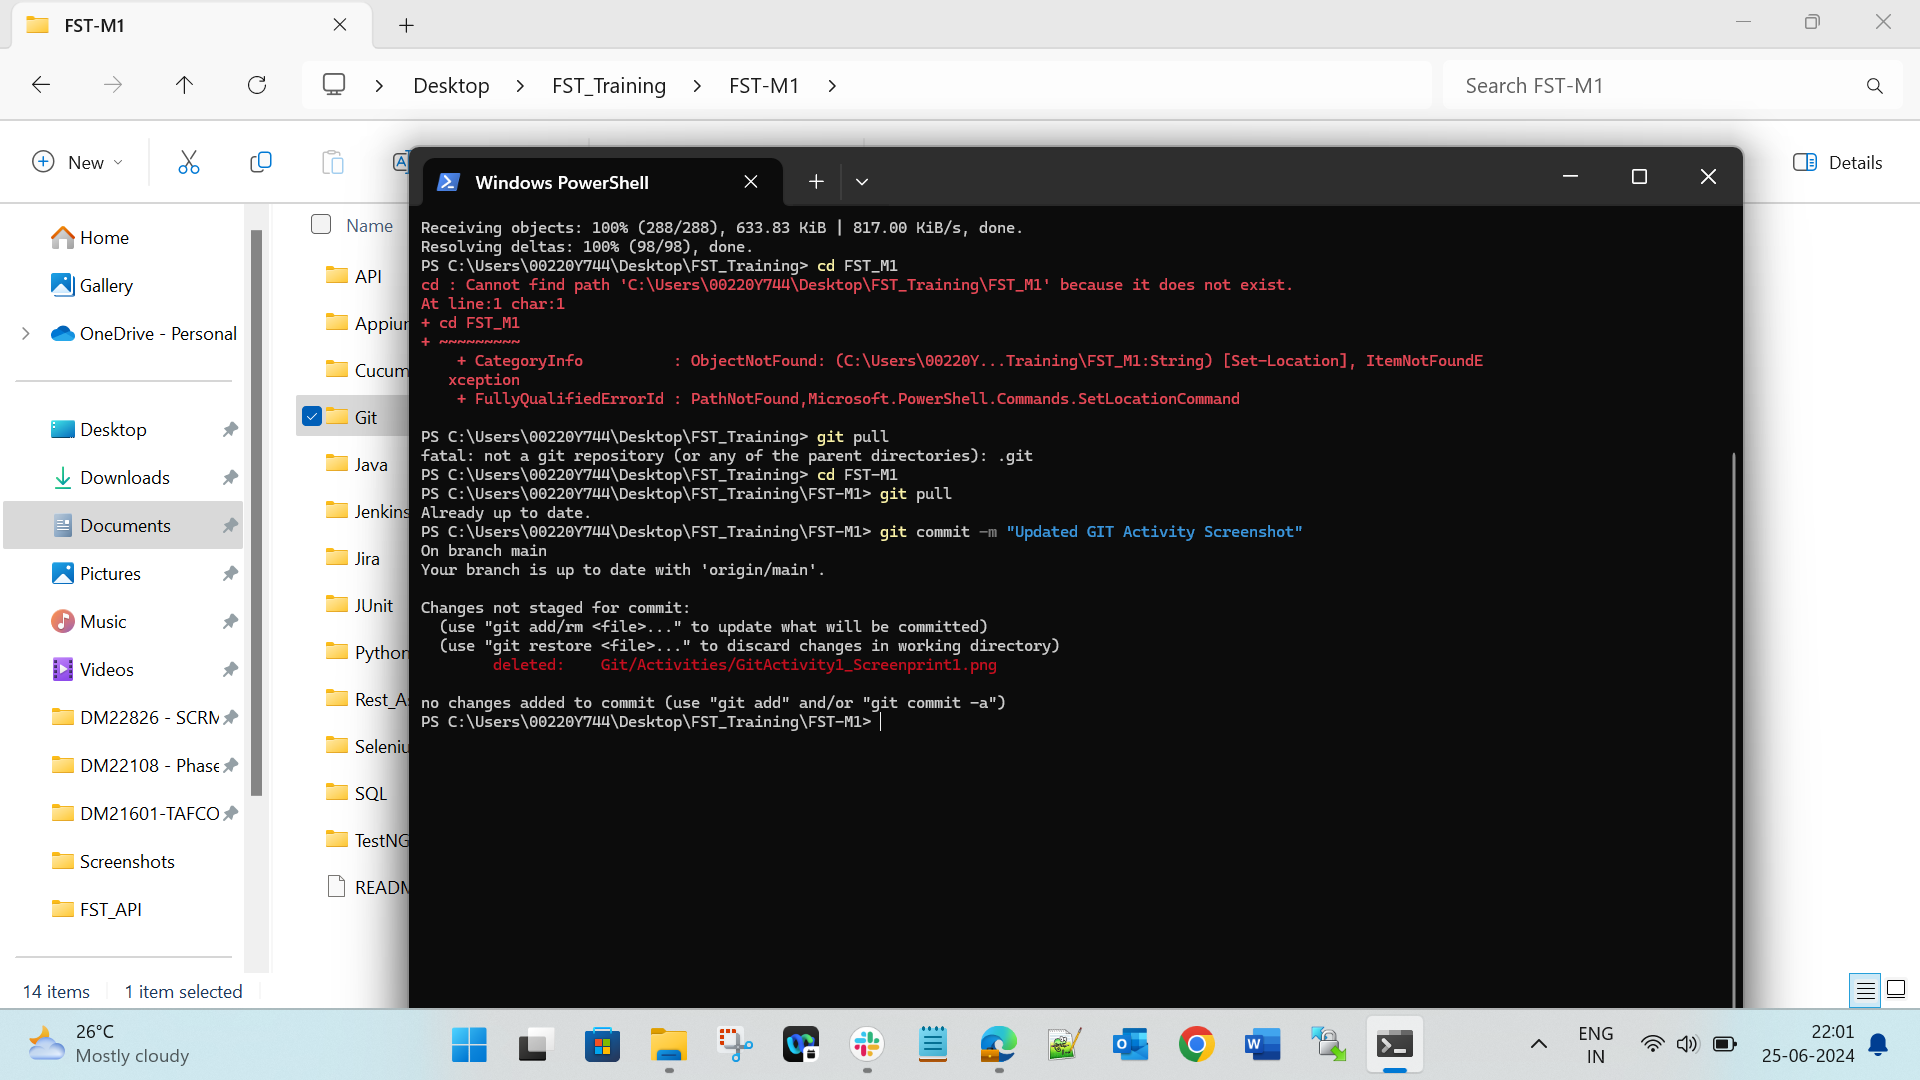 FST-M1
Desktop
FST_Training
FST-M1
Search FST-M1
New
Details
Windows PowerShell
Home
Gallery
OneDrive - Personal
Desktop
Downloads
Documents
Pictures
Music
Videos
DM22826 - SCRM
DM22108 - Phase
DM21601-TAFCO
Screenshots
FST_API
Name
API
Appium
Cucum
Git
Java
Jenkins
Jira
JUnit
Python
Rest_As
Seleniu
SQL
TestNG
READM
Receiving objects: 100% (288/288), 633.83 KiB | 817.00 KiB/s, done.
Resolving deltas: 100% (98/98), done.
PS C:\Users\00220Y744\Desktop\FST_Training> cd FST_M1
cd : Cannot find path 'C:\Users\00220Y744\Desktop\FST_Training\FST_M1' because it does not exist.
At line:1 char:1
+ cd FST_M1
+ ~~~~~~~~~
+ CategoryInfo : ObjectNotFound: (C:\Users\00220Y...Training\FST_M1:String) [Set-Location], ItemNotFoundE
xception
+ FullyQualifiedErrorId : PathNotFound,Microsoft.PowerShell.Commands.SetLocationCommand
PS C:\Users\00220Y744\Desktop\FST_Training> git pull
fatal: not a git repository (or any of the parent directories): .git
PS C:\Users\00220Y744\Desktop\FST_Training> cd FST-M1
PS C:\Users\00220Y744\Desktop\FST_Training\FST-M1> git pull
Already up to date.
PS C:\Users\00220Y744\Desktop\FST_Training\FST-M1> git commit -m "Updated GIT Activity Screenshot"
On branch main
Your branch is up to date with 'origin/main'.
Changes not staged for commit:
(use "git add/rm <file>..." to update what will be committed)
(use "git restore <file>..." to discard changes in working directory)
deleted: Git/Activities/GitActivity1_Screenprint1.png
no changes added to commit (use "git add" and/or "git commit -a")
PS C:\Users\00220Y744\Desktop\FST_Training\FST-M1>
14 items
1 item selected
26°C
Mostly cloudy
ENG
IN
22:01
25-06-2024